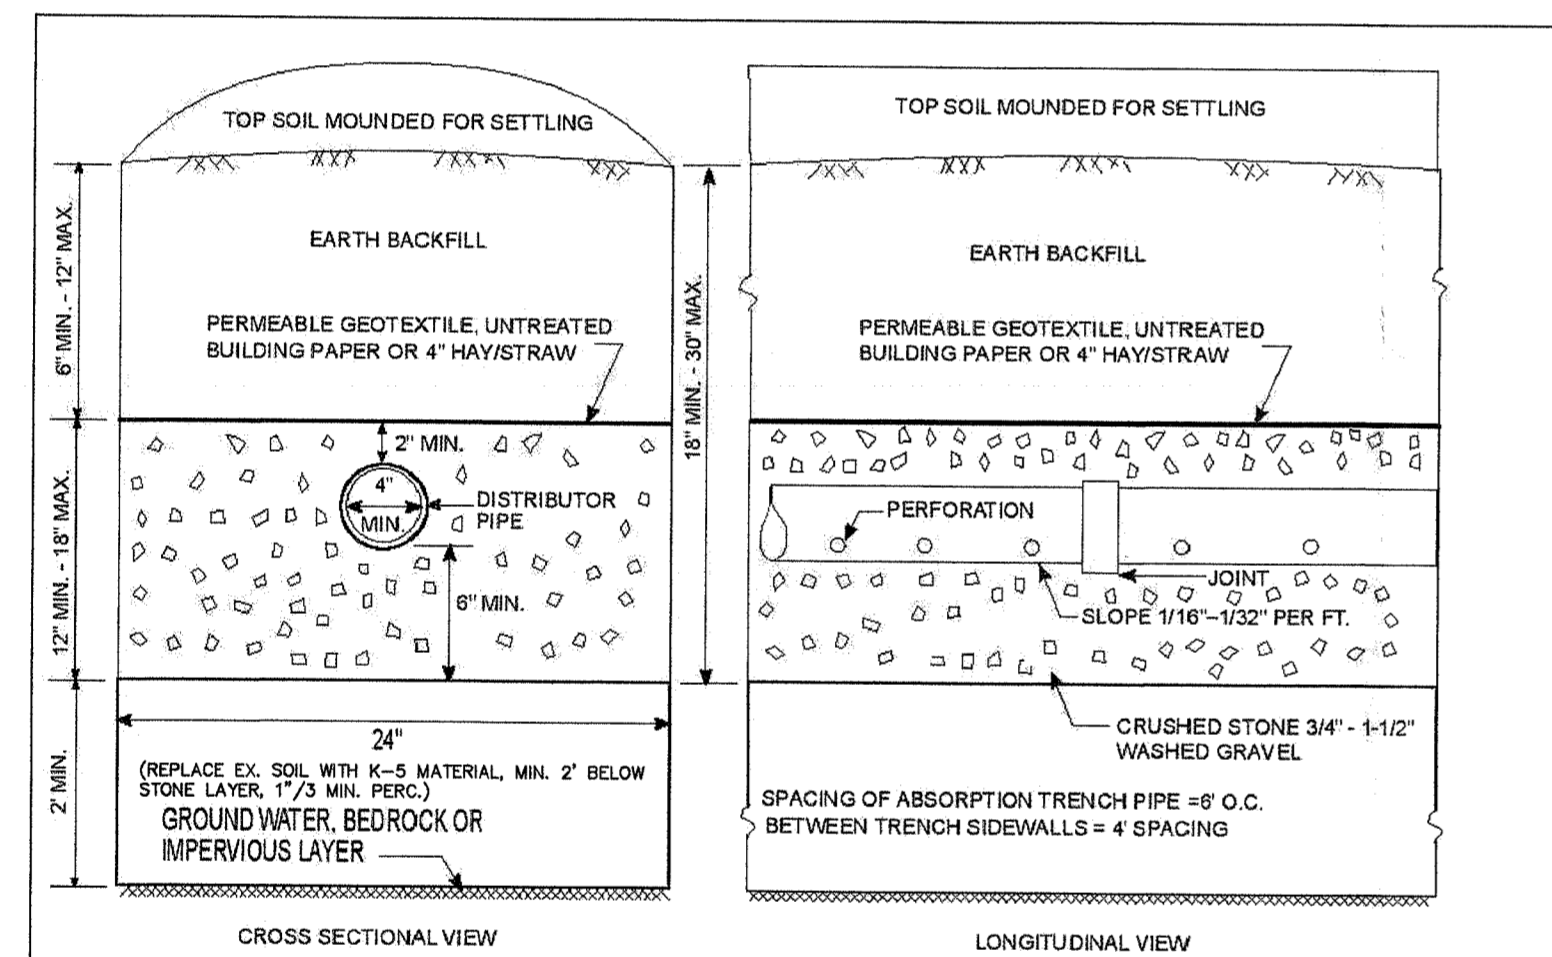 TOP SOIL MOUNDED FOR SETTLING
EARTH BACKFILL
PERMEABLE GEOTEXTILE, UNTREATED
BUILDING PAPER OR 4" HAY/STRAW
6" MIN. - 12" MAX.
12" MIN. - 18" MAX.
2' MIN.
18" MIN. - 30" MAX.
2" MIN.
4"
MIN.
DISTRIBUTOR
PIPE
6" MIN.
24"
(REPLACE EX. SOIL WITH K-5 MATERIAL, MIN. 2' BELOW
STONE LAYER, 1"/3 MIN. PERC.)
GROUND WATER, BEDROCK OR
IMPERVIOUS LAYER
CROSS SECTIONAL VIEW
TOP SOIL MOUNDED FOR SETTLING
EARTH BACKFILL
PERMEABLE GEOTEXTILE, UNTREATED
BUILDING PAPER OR 4" HAY/STRAW
PERFORATION
JOINT
SLOPE 1/16"-1/32" PER FT.
CRUSHED STONE 3/4" - 1-1/2"
WASHED GRAVEL
SPACING OF ABSORPTION TRENCH PIPE =6' O.C.
BETWEEN TRENCH SIDEWALLS = 4' SPACING
LONGITUDINAL VIEW